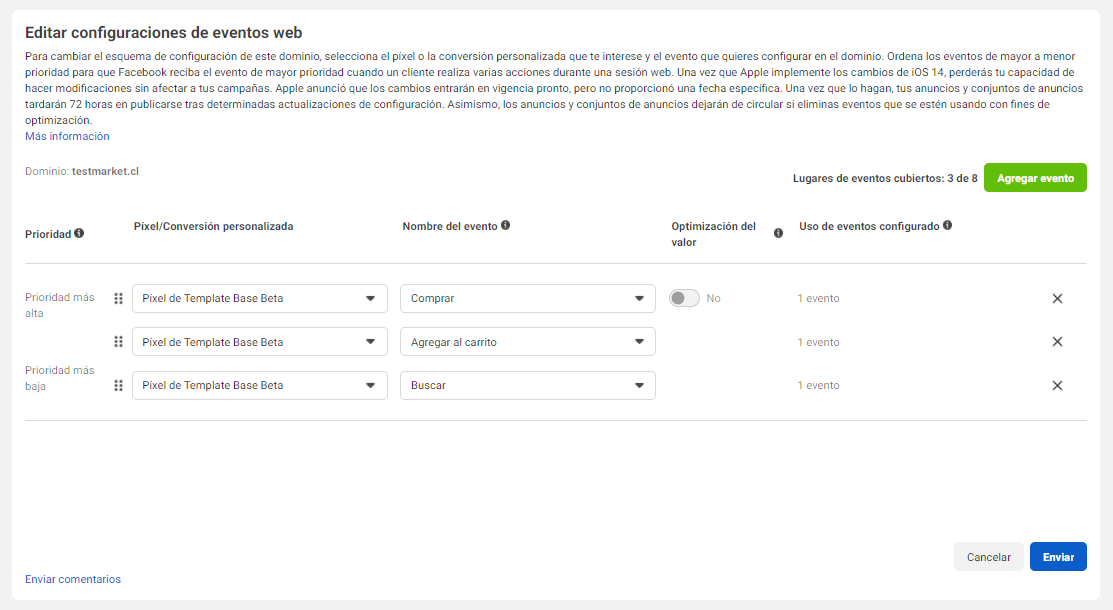 Editar configuraciones de eventos web
Para cambiar el esquema de configuración de este dominio, selecciona el píxel o la conversión personalizada que te interese y el evento que quieres configurar en el dominio. Ordena los eventos de mayor a menor
prioridad para que Facebook reciba el evento de mayor prioridad cuando un cliente realiza varias acciones durante una sesión web. Una vez que Apple implemente los cambios de iOS 14, perderás tu capacidad de
hacer modificaciones sin afectar a tus campañas. Apple anunció que los cambios entrarán en vigencia pronto, pero no proporcionó una fecha específica. Una vez que lo hagan, tus anuncios y conjuntos de anuncios
tardarán 72 horas en publicarse tras determinadas actualizaciones de configuración. Asimismo, los anuncios y conjuntos de anuncios dejarán de circular si eliminas eventos que se estén usando con fines de
optimización.
Más información
Dominio: testmarket.cl
Lugares de eventos cubiertos: 3 de 8 Agregar evento
Prioridad Píxel/Conversión personalizada Nombre del evento Optimización del Uso de eventos configurado
valor
Prioridad más Píxel de Template Base Beta Comprar No 1 evento
alta
Píxel de Template Base Beta Agregar al carrito 1 evento
Prioridad más
baja Píxel de Template Base Beta Buscar 1 evento
Cancelar Enviar
Enviar comentarios